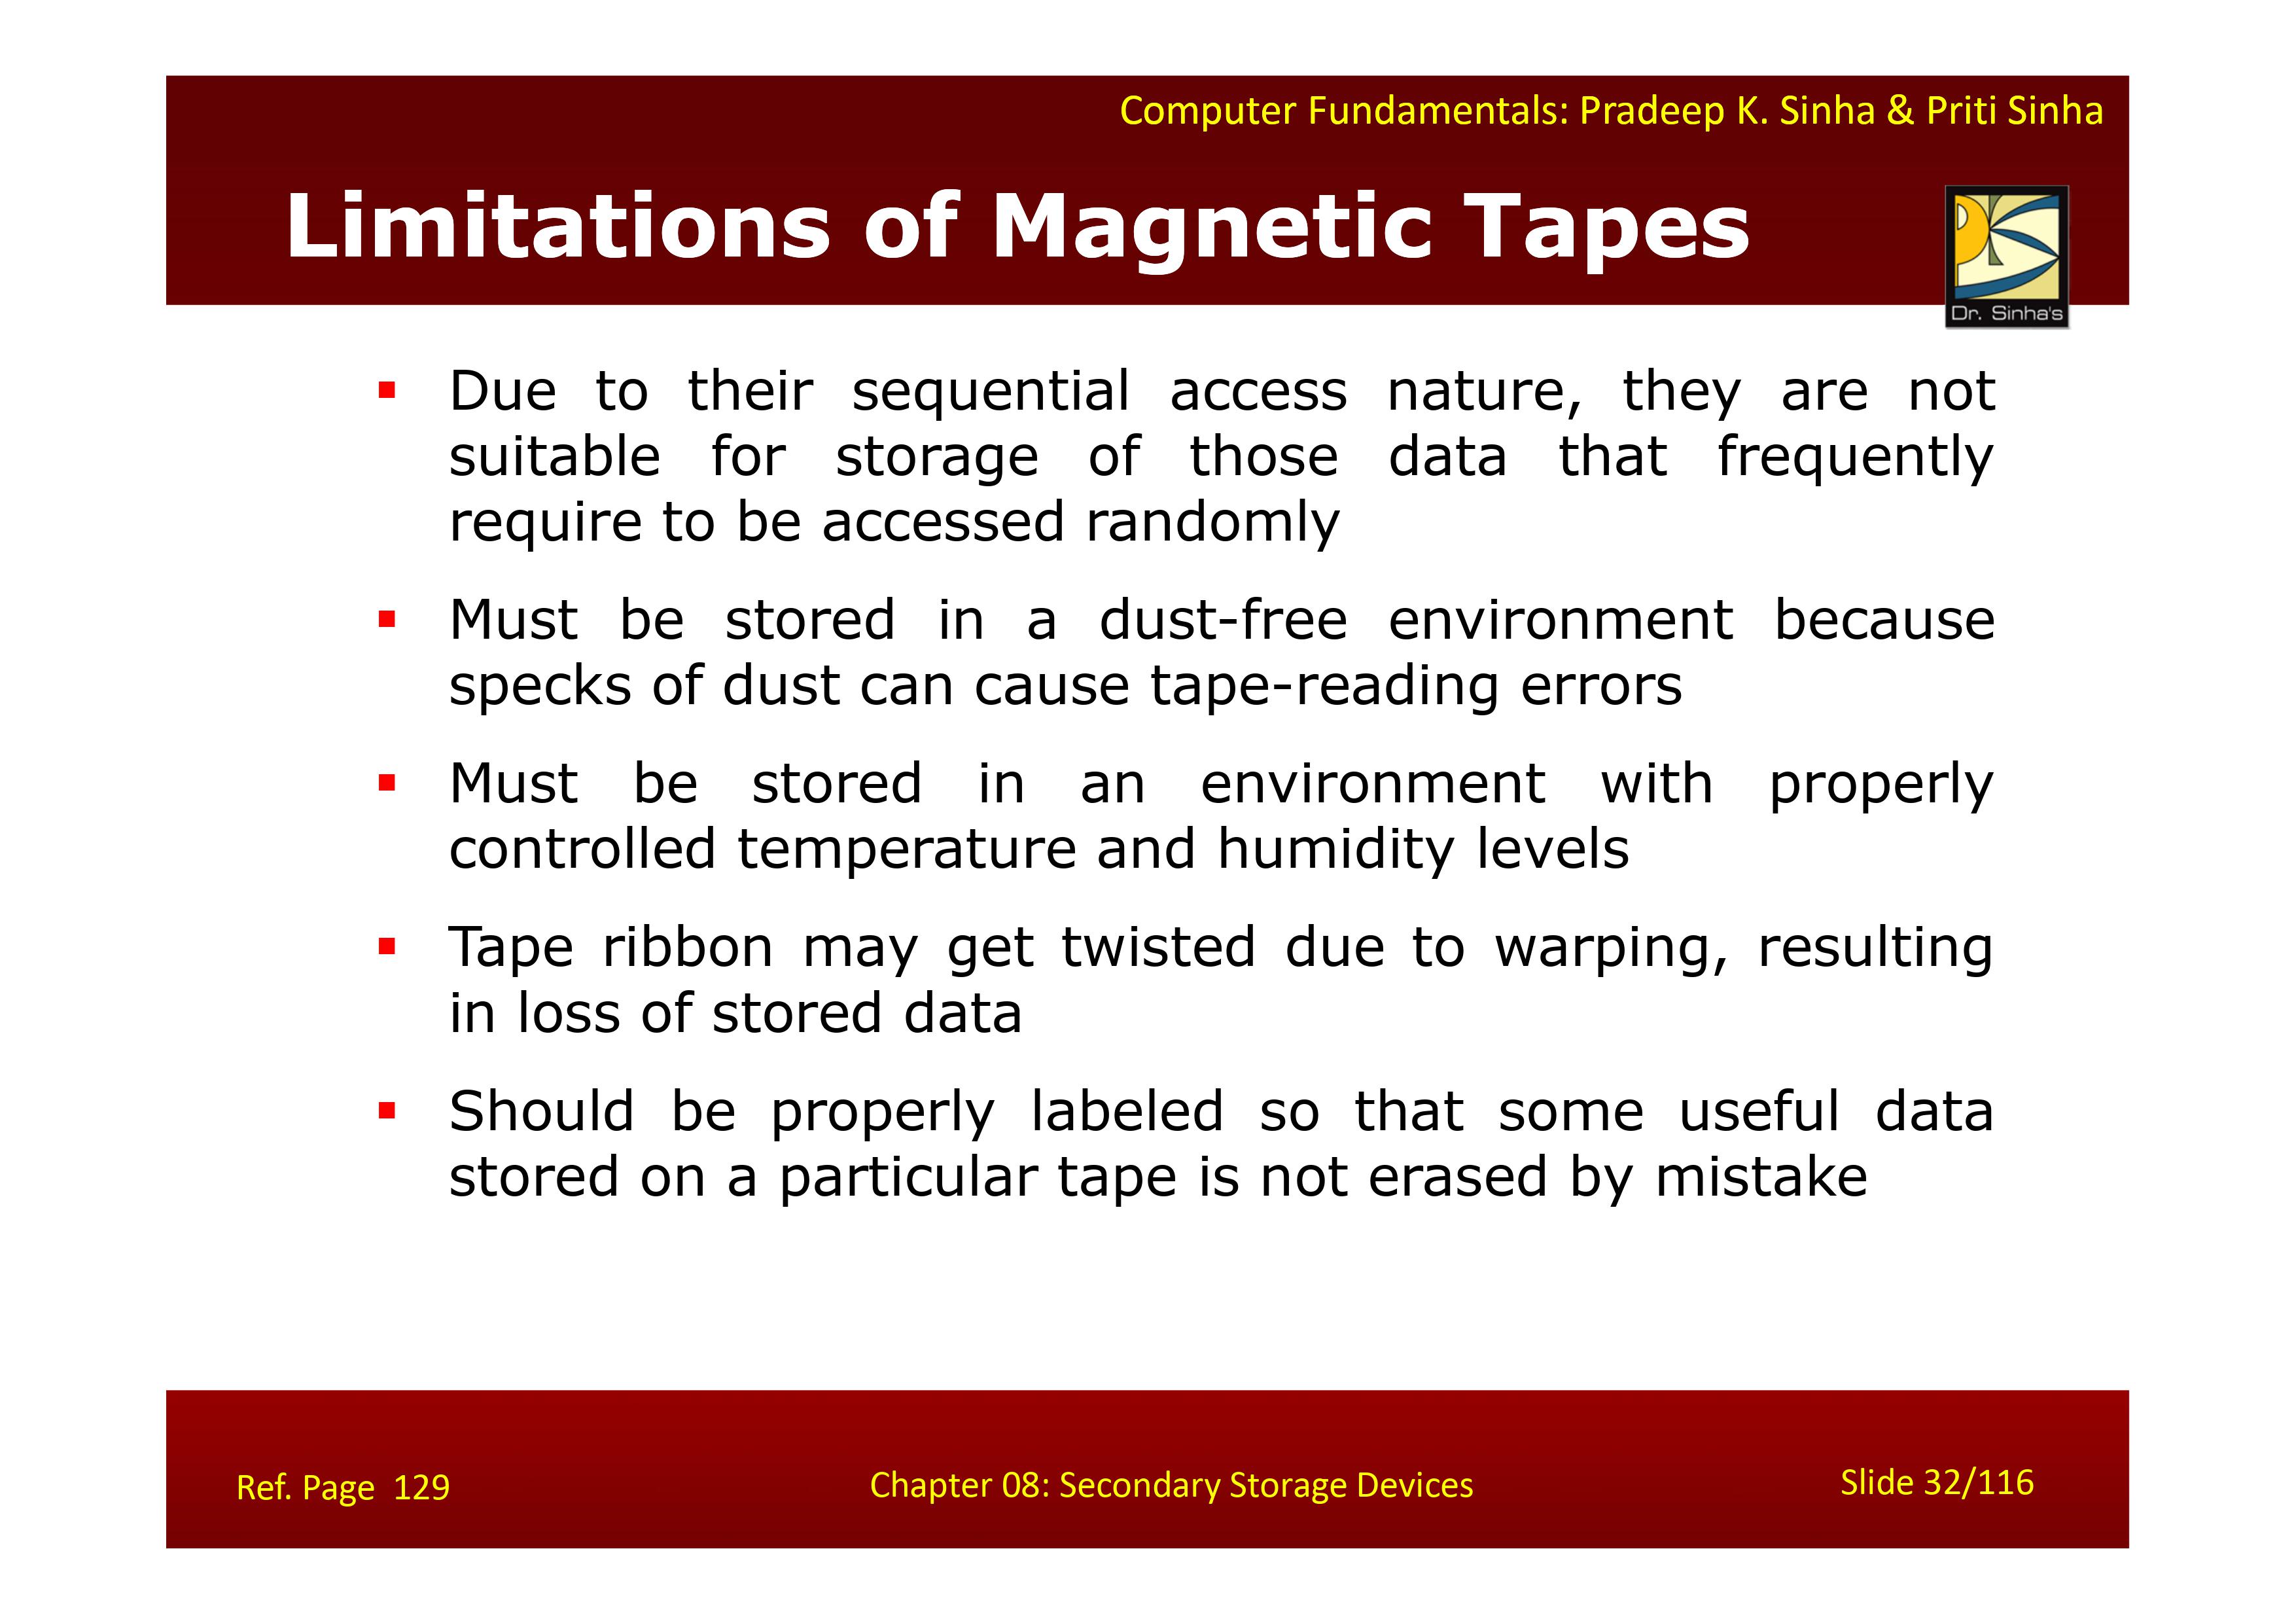 Computer Fundamentals: Pradeep K. Sinha & Priti Sinha
Limitations of Magnetic Tapes
Dr. Sinha's
▪ Due to their sequential access nature, they are not
suitable for storage of those data that frequently
require to be accessed randomly
▪ Must be stored in a dust-free environment because
specks of dust can cause tape-reading errors
▪ Must be stored in an environment with properly
controlled temperature and humidity levels
▪ Tape ribbon may get twisted due to warping, resulting
in loss of stored data
▪ Should be properly labeled so that some useful data
stored on a particular tape is not erased by mistake
Ref. Page 129
Chapter 08: Secondary Storage Devices
Slide 32/116